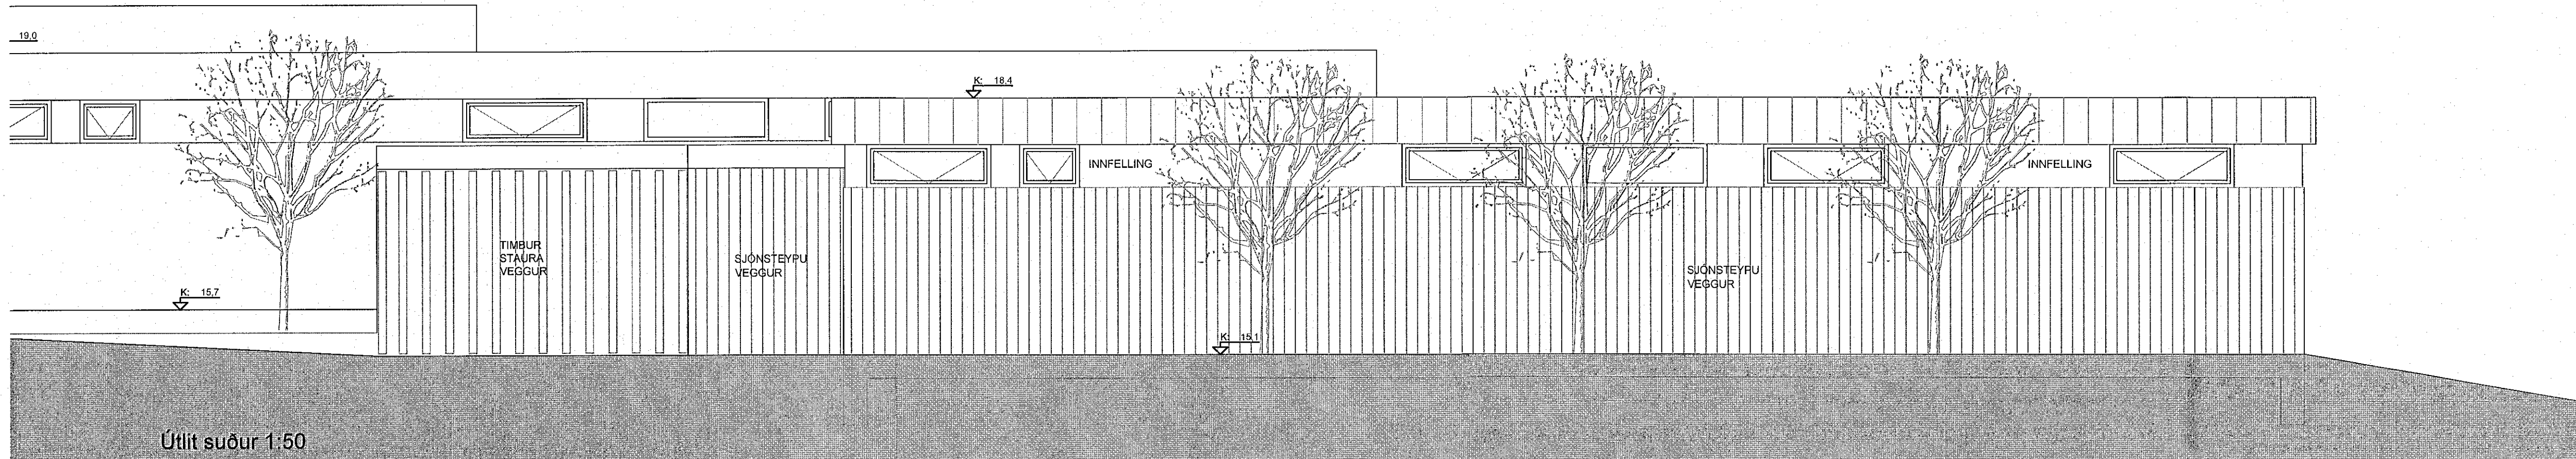 19,0
K: 18,4
INNFELLING
INNFELLING
TIMBUR
STAURA
VEGGUR
SJÓNSTEYPU
VEGGUR
SJÓNSTEYPU
VEGGUR
K: 15,7
K: 15,1
Útlit suður 1:50